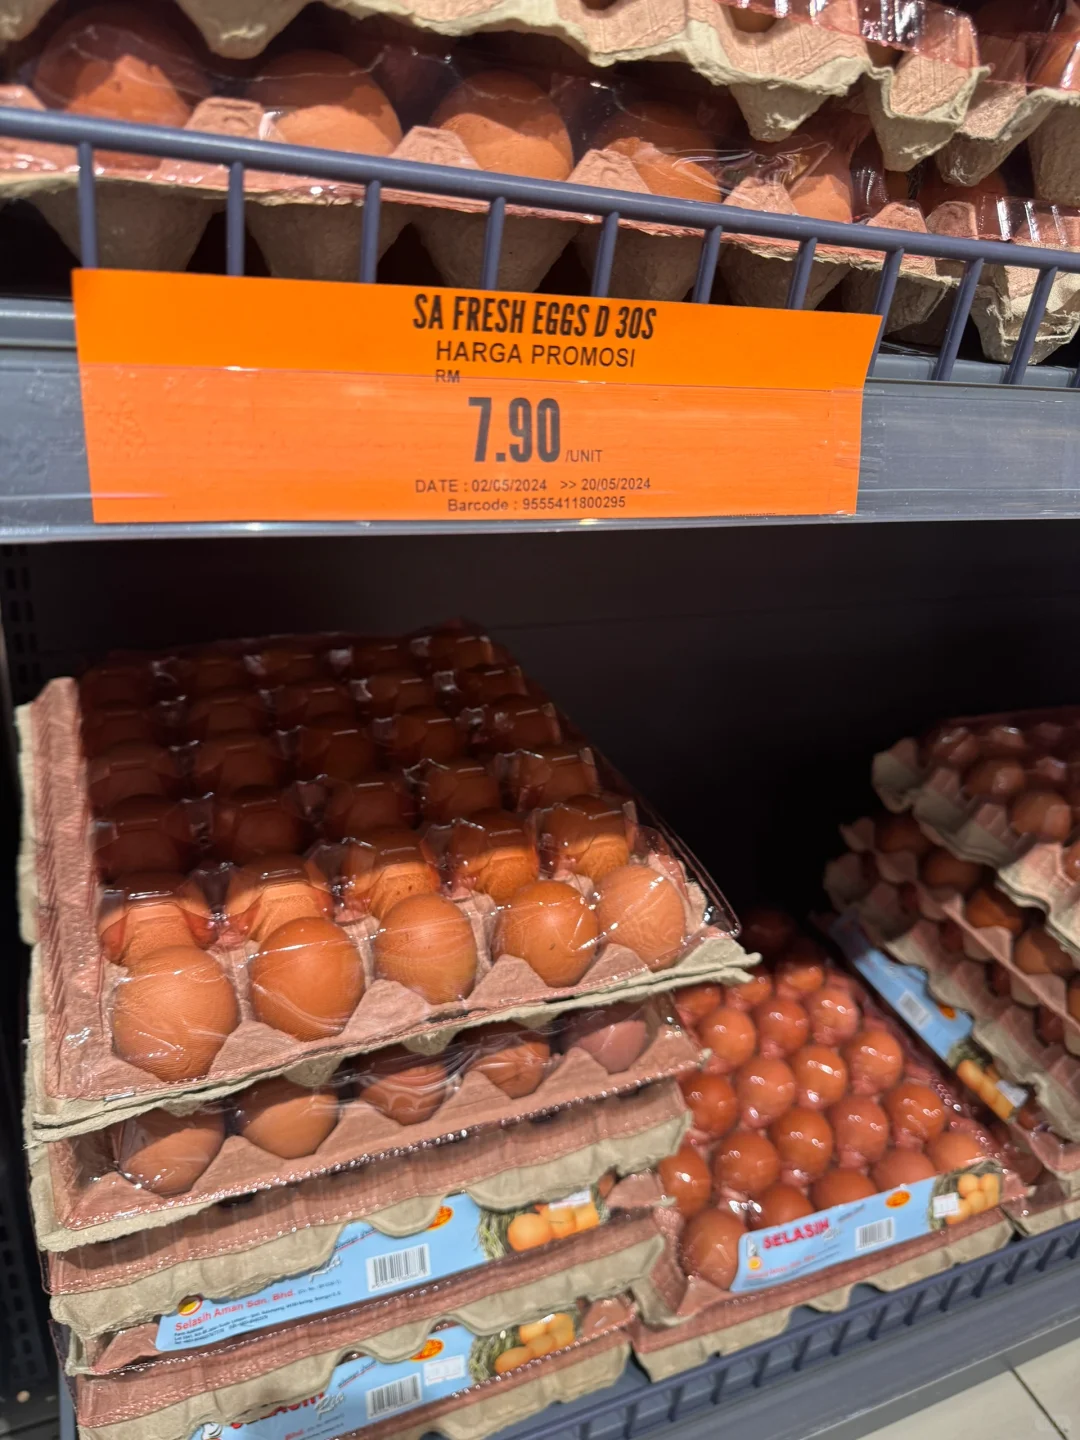 SA FRESH EGGS D 30S
HARGA PROMOSI
RM
7.90 /UNIT
DATE : 02/05/2024 >> 20/05/2024
Barcode : 9555411800295
SELASIH
Selasih Aman Sdn. Bhd.